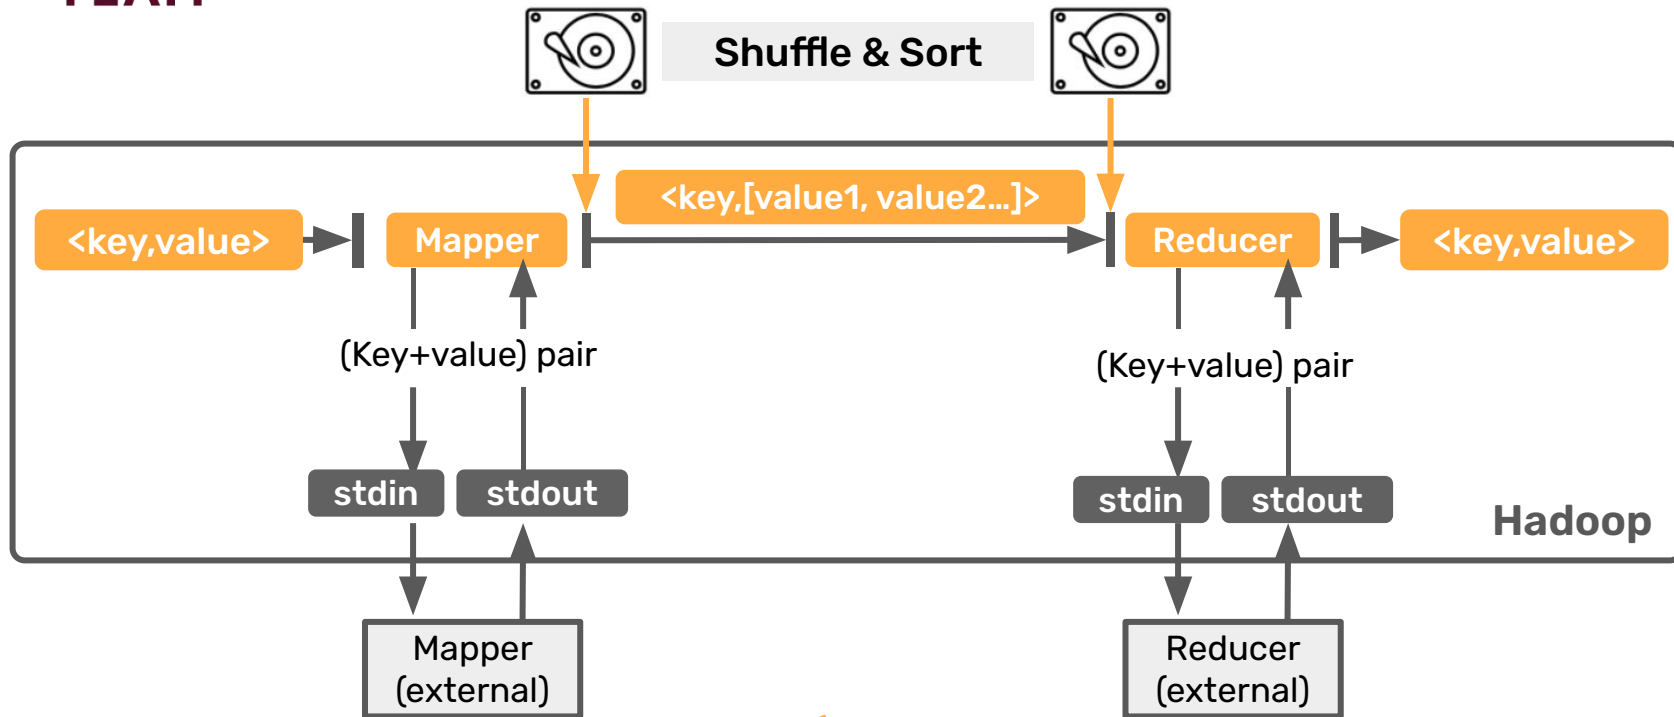 Shuffle & Sort
<key,[value1, value2...]>
<key,value>
Mapper
Reducer
<key,value>
(Key+value) pair
(Key+value) pair
stdin
stdout
stdin
stdout
Hadoop
Mapper
(external)
Reducer
(external)